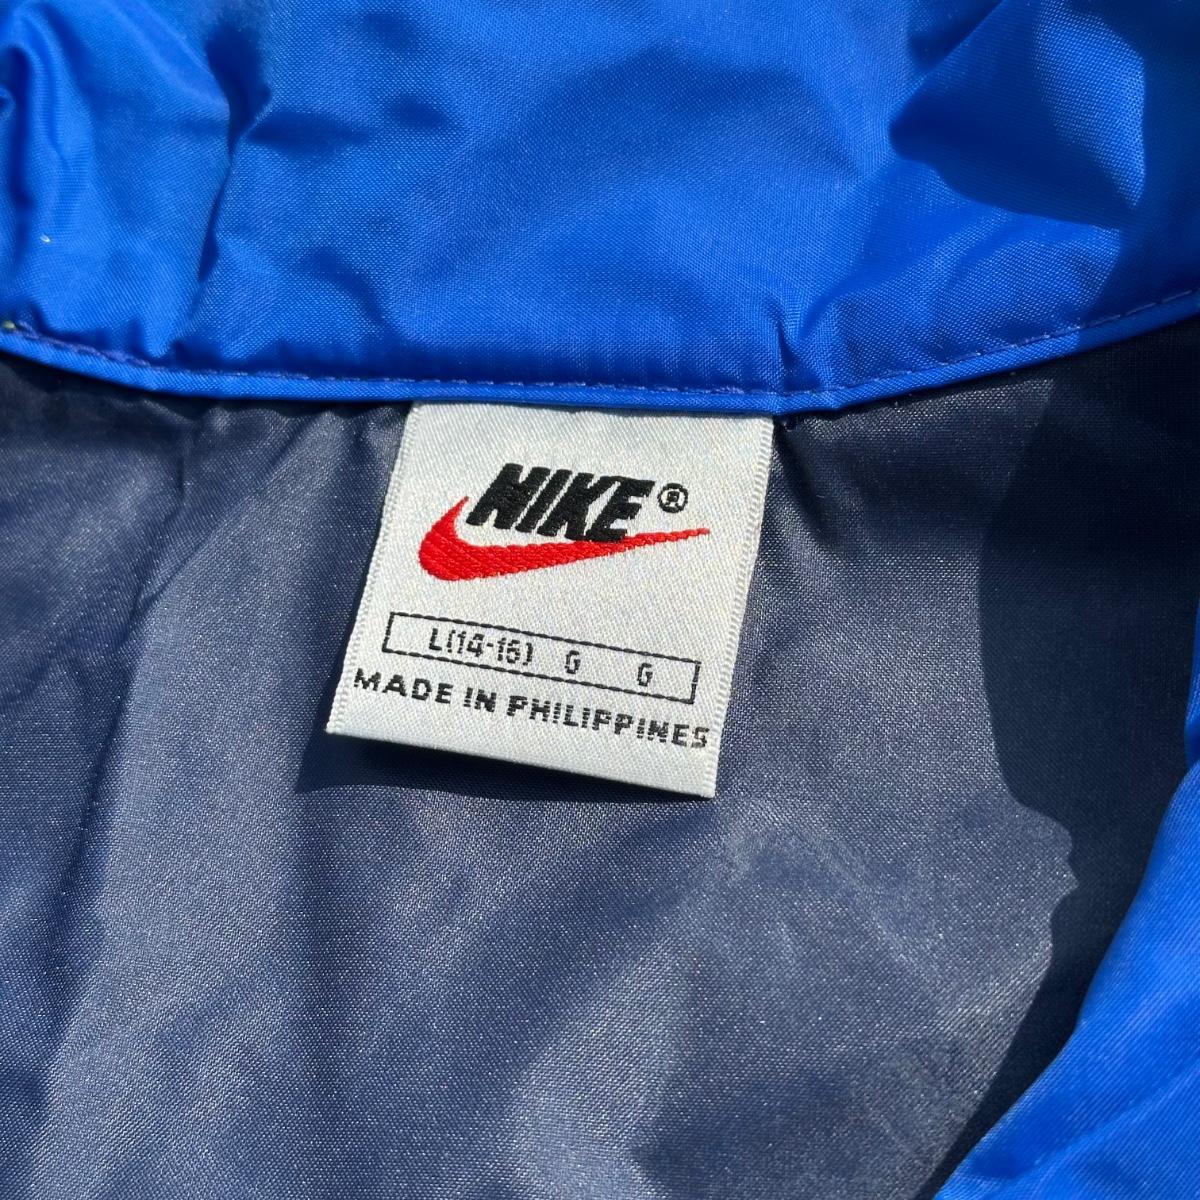 NIKE®
L(14-16) G G
MADE IN PHILIPPINES